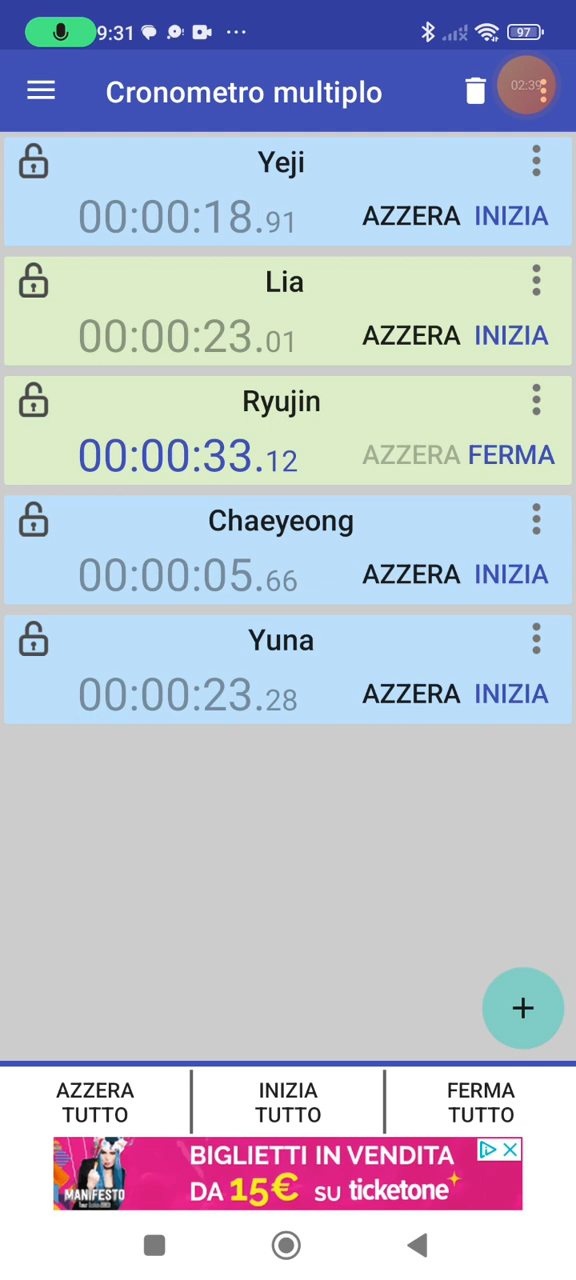 9:31
97
Cronometro multiplo
02:39
Yeji
00:00:18.91 AZZERA INIZIA
Lia
00:00:23.01 AZZERA INIZIA
Ryujin
00:00:33.12 AZZERA FERMA
Chaeyeong
00:00:05.66 AZZERA INIZIA
Yuna
00:00:23.28 AZZERA INIZIA
+
AZZERA
TUTTO
INIZIA
TUTTO
FERMA
TUTTO
BIGLIETTI IN VENDITA
DA 15€ SU ticketone
MANIFESTO